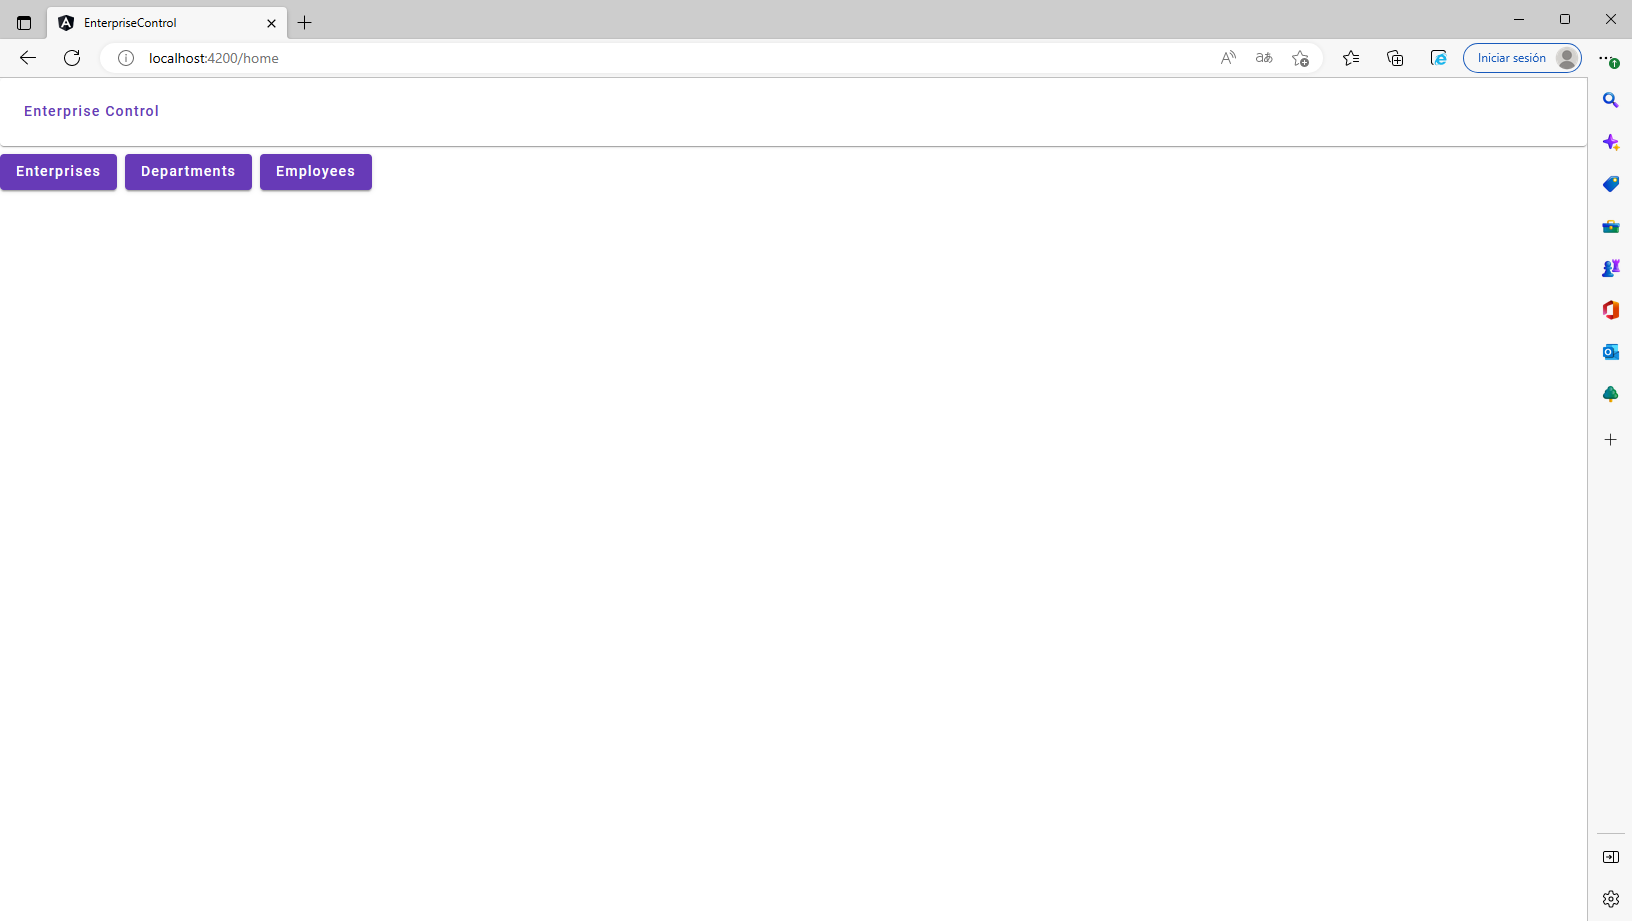 EnterpriseControl
localhost:4200/home
Iniciar sesión
Enterprise Control
Enterprises Departments Employees